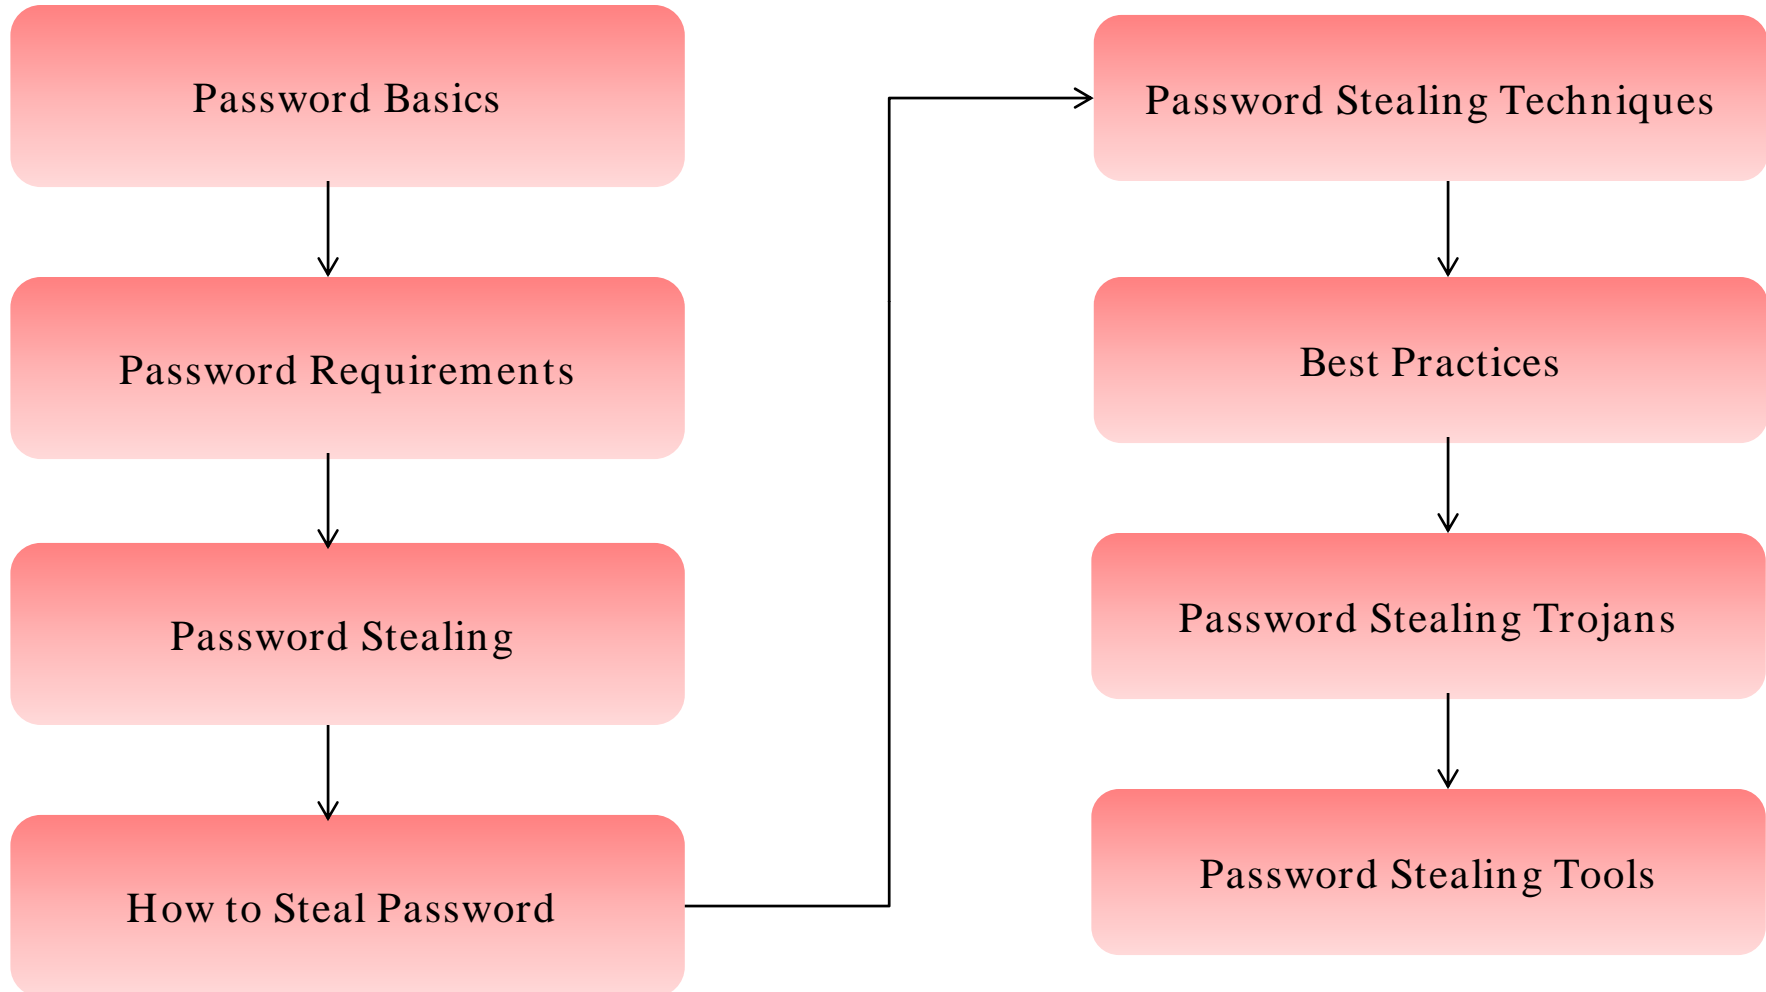 Password Basics
Password Requirements
Password Stealing
How to Steal Password
Password Stealing Techniques
Best Practices
Password Stealing Trojans
Password Stealing Tools